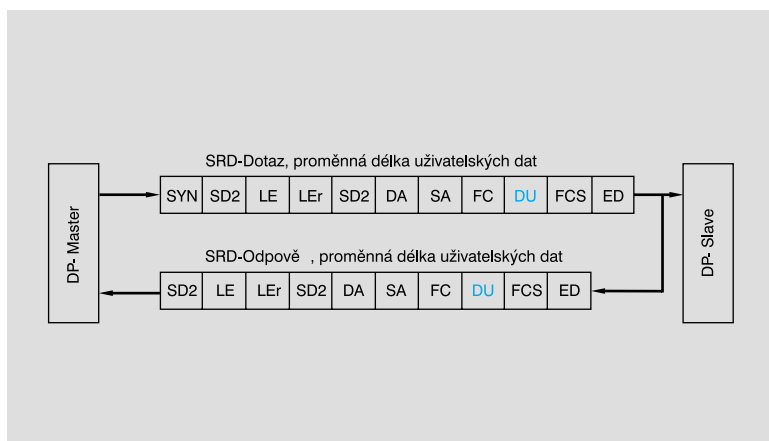 SRD-Dotaz, proměnná délka uživatelských dat
DP- Master
SYN SD2 LE LEr SD2 DA SA FC DU FCS ED
DP- Slave
SRD-Odpově , proměnná délka uživatelských dat
SD2 LE LEr SD2 DA SA FC DU FCS ED